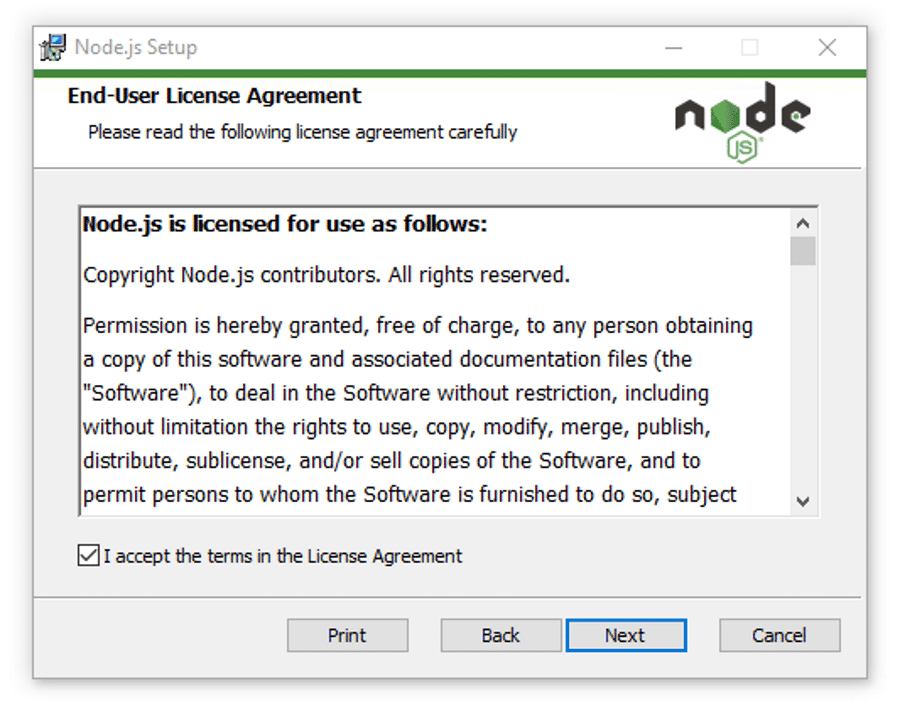 Node.js Setup
End-User License Agreement
Please read the following license agreement carefully
node
JS
Node.js is licensed for use as follows:
Copyright Node.js contributors. All rights reserved.
Permission is hereby granted, free of charge, to any person obtaining
a copy of this software and associated documentation files (the
"Software"), to deal in the Software without restriction, including
without limitation the rights to use, copy, modify, merge, publish,
distribute, sublicense, and/or sell copies of the Software, and to
permit persons to whom the Software is furnished to do so, subject
I accept the terms in the License Agreement
Print Back Next Cancel